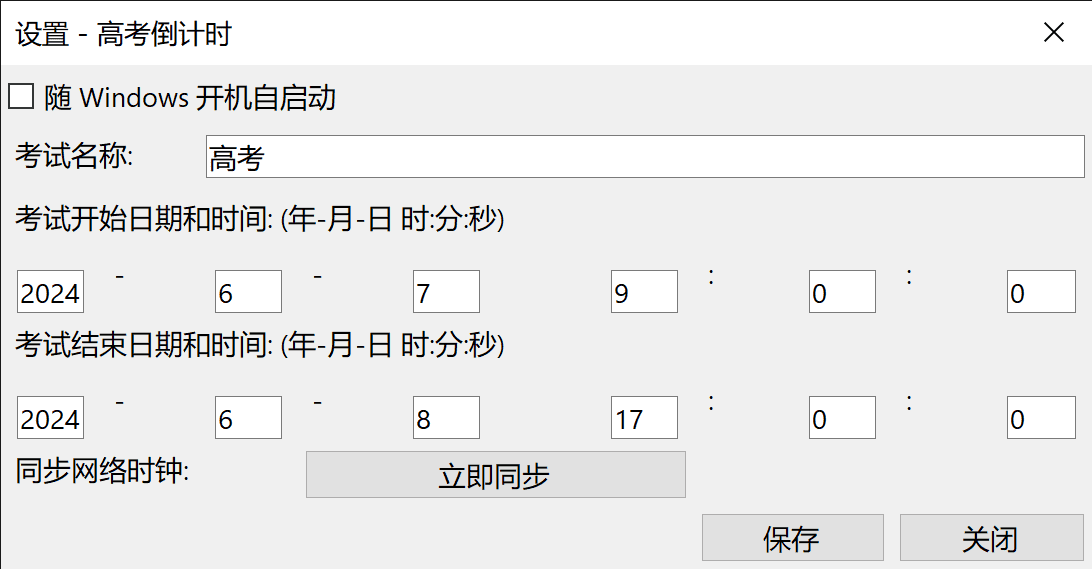 设置 - 高考倒计时
随 Windows 开机自启动
考试名称: 高考
考试开始日期和时间: (年-月-日 时:分:秒)
2024 - 6 - 7 9 : 0 : 0
考试结束日期和时间: (年-月-日 时:分:秒)
2024 - 6 - 8 17 : 0 : 0
同步网络时钟: 立即同步
保存 关闭